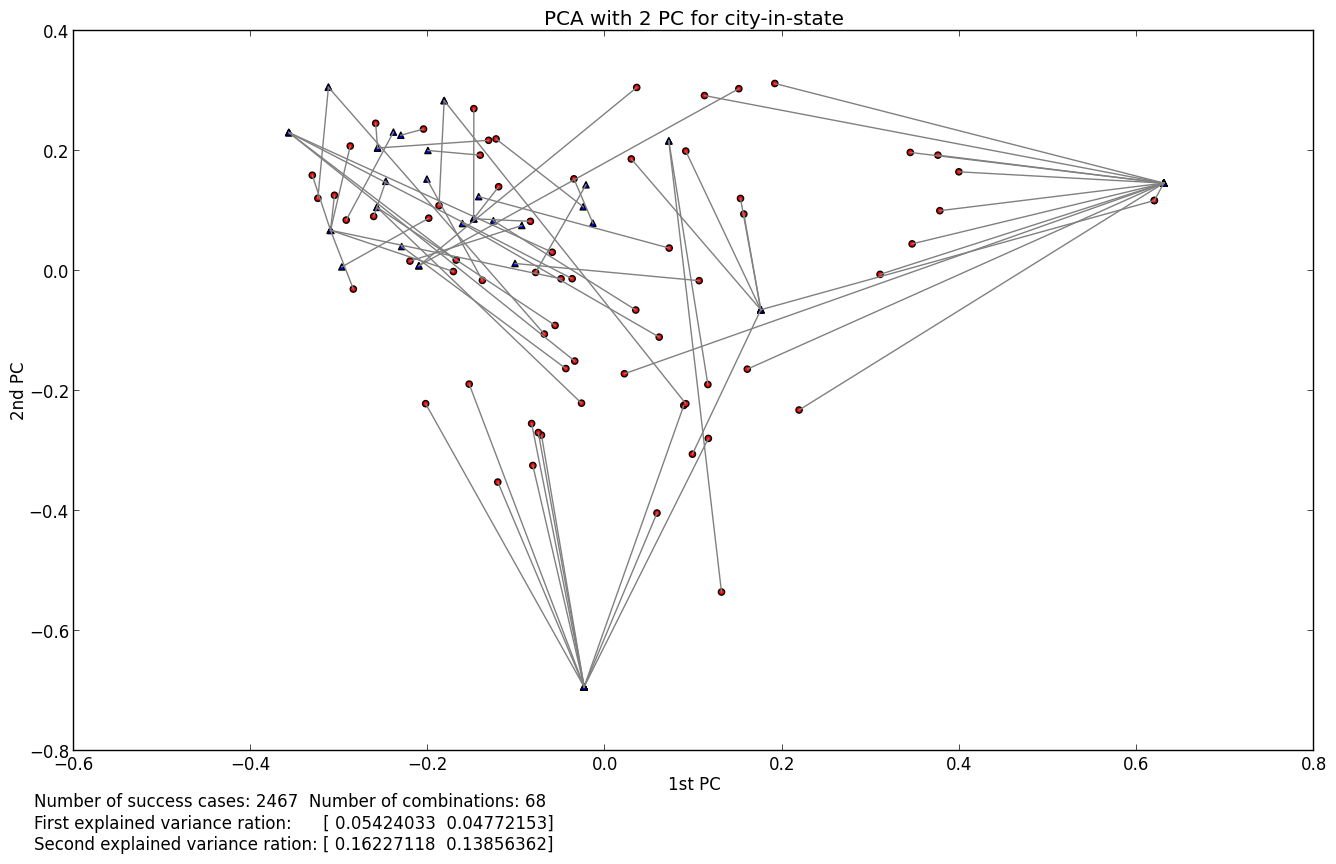 PCA with 2 PC for city-in-state
0.4
0.2
0.0
−0.2
−0.4
−0.6
−0.8
2nd PC
−0.6 −0.4 −0.2 0.0 0.2 0.4 0.6 0.8
1st PC
Number of success cases: 2467 Number of combinations: 68
First explained variance ration: [ 0.05424033 0.04772153]
Second explained variance ration: [ 0.16227118 0.13856362]